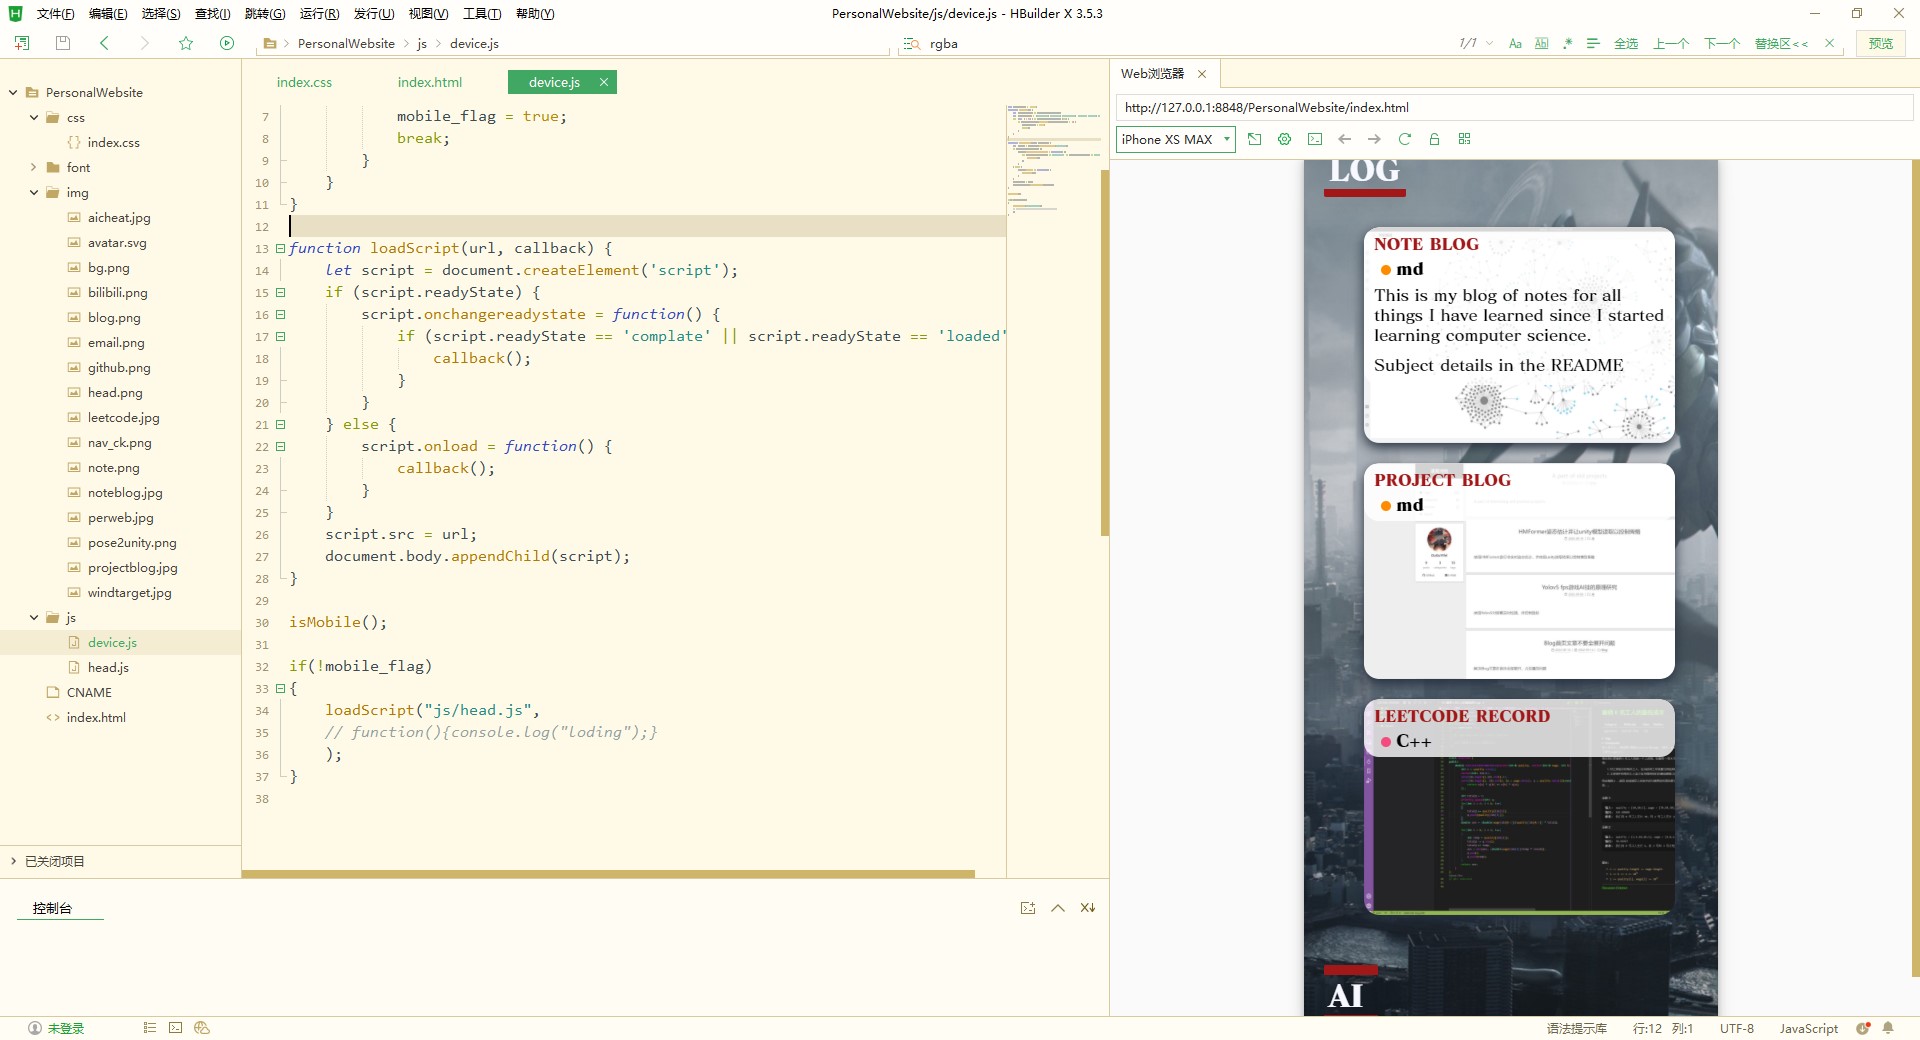 文件(F) 编辑(E) 选择(S) 查找(I) 跳转(G) 运行(R) 发行(U) 视图(V) 工具(T) 帮助(Y)
PersonalWebsite/js/device.js - HBuilder X 3.5.3
PersonalWebsite js device.js
rgba
1/1 Aa 全选 上一个 下一个 替换区<< 预览
PersonalWebsite
css
index.css
font
img
aicheat.jpg
avatar.svg
bg.png
bilibili.png
blog.png
email.png
github.png
head.png
leetcode.jpg
nav_ck.png
note.png
noteblog.jpg
perweb.jpg
pose2unity.png
projectblog.jpg
windtarget.jpg
js
device.js
head.js
CNAME
index.html
已关闭项目
index.css index.html device.js
7 mobile_flag = true;
8 break;
9 }
10 }
11 }
12
13 function loadScript(url, callback) {
14 let script = document.createElement('script');
15 if (script.readyState) {
16 script.onchangereadystate = function() {
17 if (script.readyState == 'complate' || script.readyState == 'loaded'
18 callback();
19 }
20 }
21 } else {
22 script.onload = function() {
23 callback();
24 }
25 }
26 script.src = url;
27 document.body.appendChild(script);
28 }
29
30 isMobile();
31
32 if(!mobile_flag)
33 {
34 loadScript("js/head.js",
35 // function(){console.log("loding");}
36 );
37 }
38
控制台
Web浏览器
http://127.0.0.1:8848/PersonalWebsite/index.html
iPhone XS MAX
LOG
NOTE BLOG
md
This is my blog of notes for all
things I have learned since I started
learning computer science.
Subject details in the README
PROJECT BLOG
md
LEETCODE RECORD
C++
AI
未登录
语法提示库 行:12 列:1 UTF-8 JavaScript